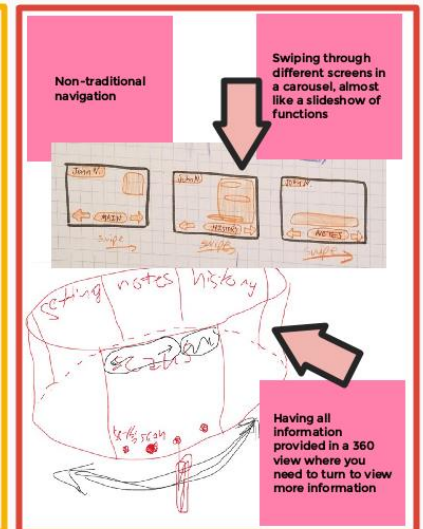 Non-traditional
navigation
Swiping through
different screens in
a carousel, almost
like a slideshow of
functions
John N.
MAIN
swipe
John N.
swipe
John N.
NOTES
swipe
setting notes history
Having all
information
provided in a 360
view where you
need to turn to view
more information